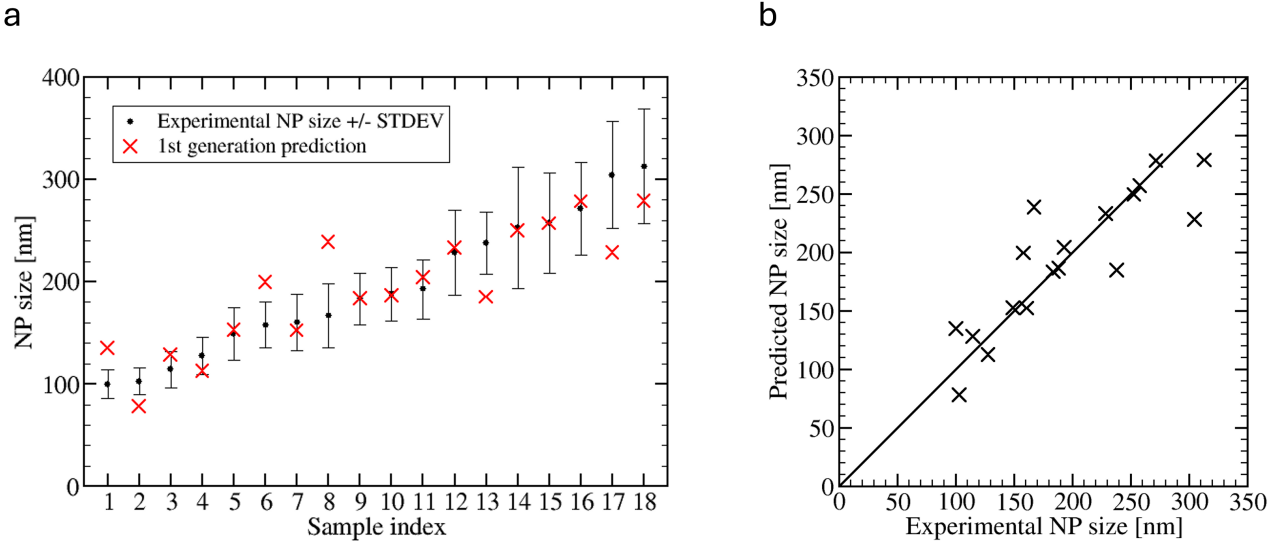 a
NP size [nm]
400
300
200
100
0
Experimental NP size +/- STDEV
1st generation prediction
1 2 3 4 5 6 7 8 9 10 11 12 13 14 15 16 17 18
Sample index
b
Predicted NP size [nm]
350
300
250
200
150
100
50
0
0 50 100 150 200 250 300 350
Experimental NP size [nm]